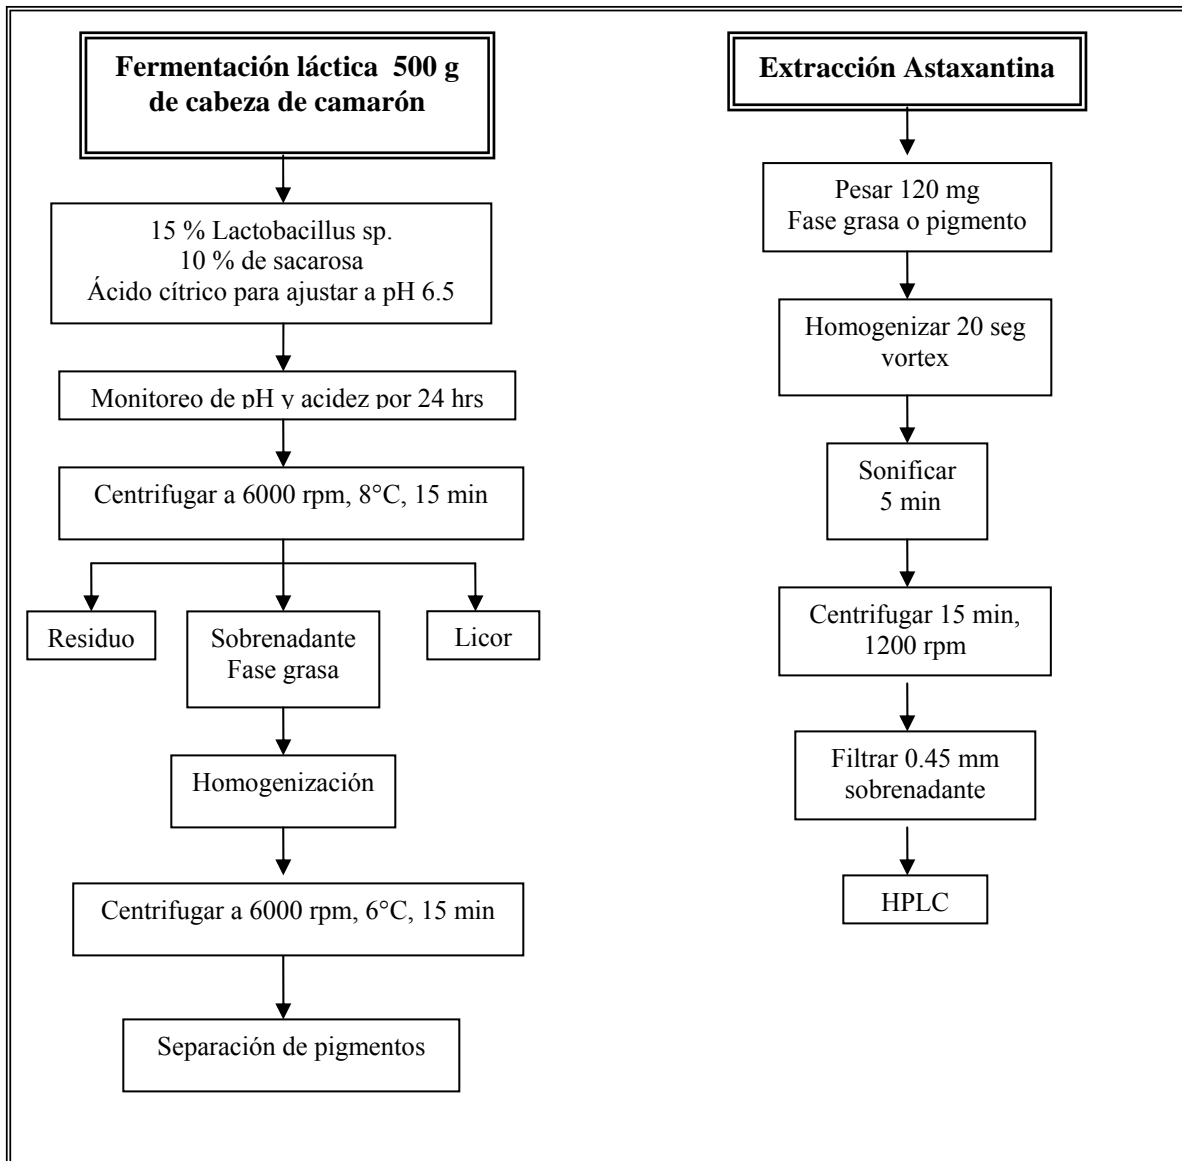 Fermentación láctica 500 g
de cabeza de camarón
15 % Lactobacillus sp.
10 % de sacarosa
Ácido cítrico para ajustar a pH 6.5
Monitoreo de pH y acidez por 24 hrs
Centrifugar a 6000 rpm, 8°C, 15 min
Residuo
Sobrenadante
Fase grasa
Licor
Homogenización
Centrifugar a 6000 rpm, 6°C, 15 min
Separación de pigmentos
Extracción Astaxantina
Pesar 120 mg
Fase grasa o pigmento
Homogenizar 20 seg
vortex
Sonificar
5 min
Centrifugar 15 min,
1200 rpm
Filtrar 0.45 mm
sobrenadante
HPLC